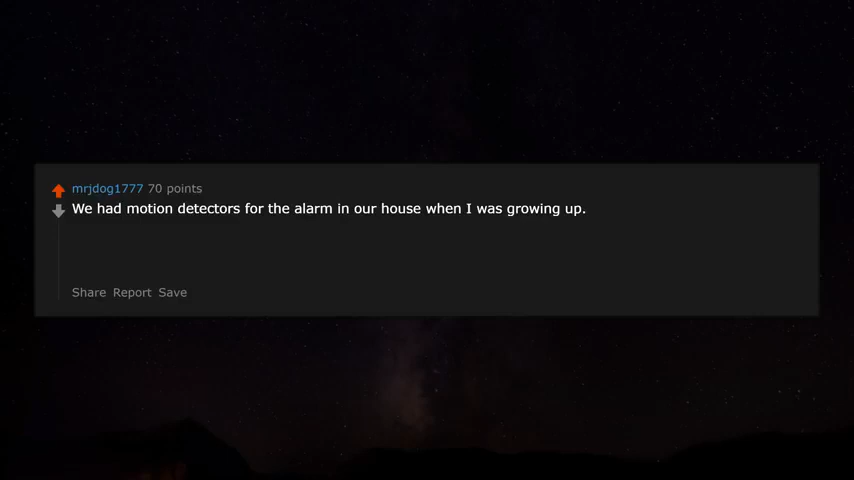 mrjdog1777 70 points
We had motion detectors for the alarm in our house when I was growing up.
Share Report Save